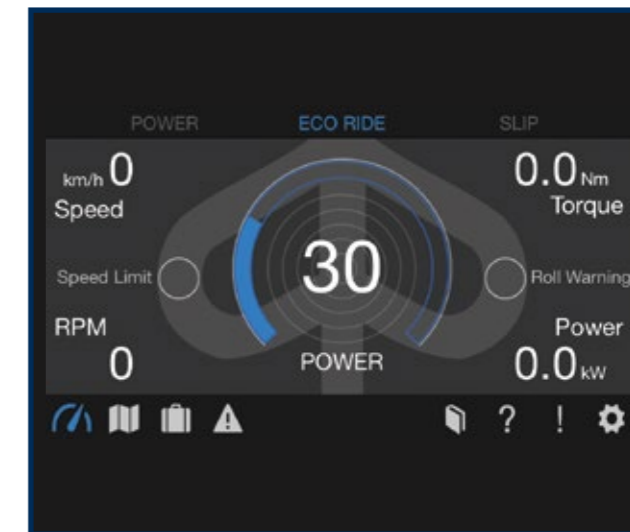 POWER ECO RIDE SLIP
km/h 0 0.0 Nm
Speed Torque
30
Speed Limit Roll Warning
RPM Power
POWER
0 0.0 kW
? !